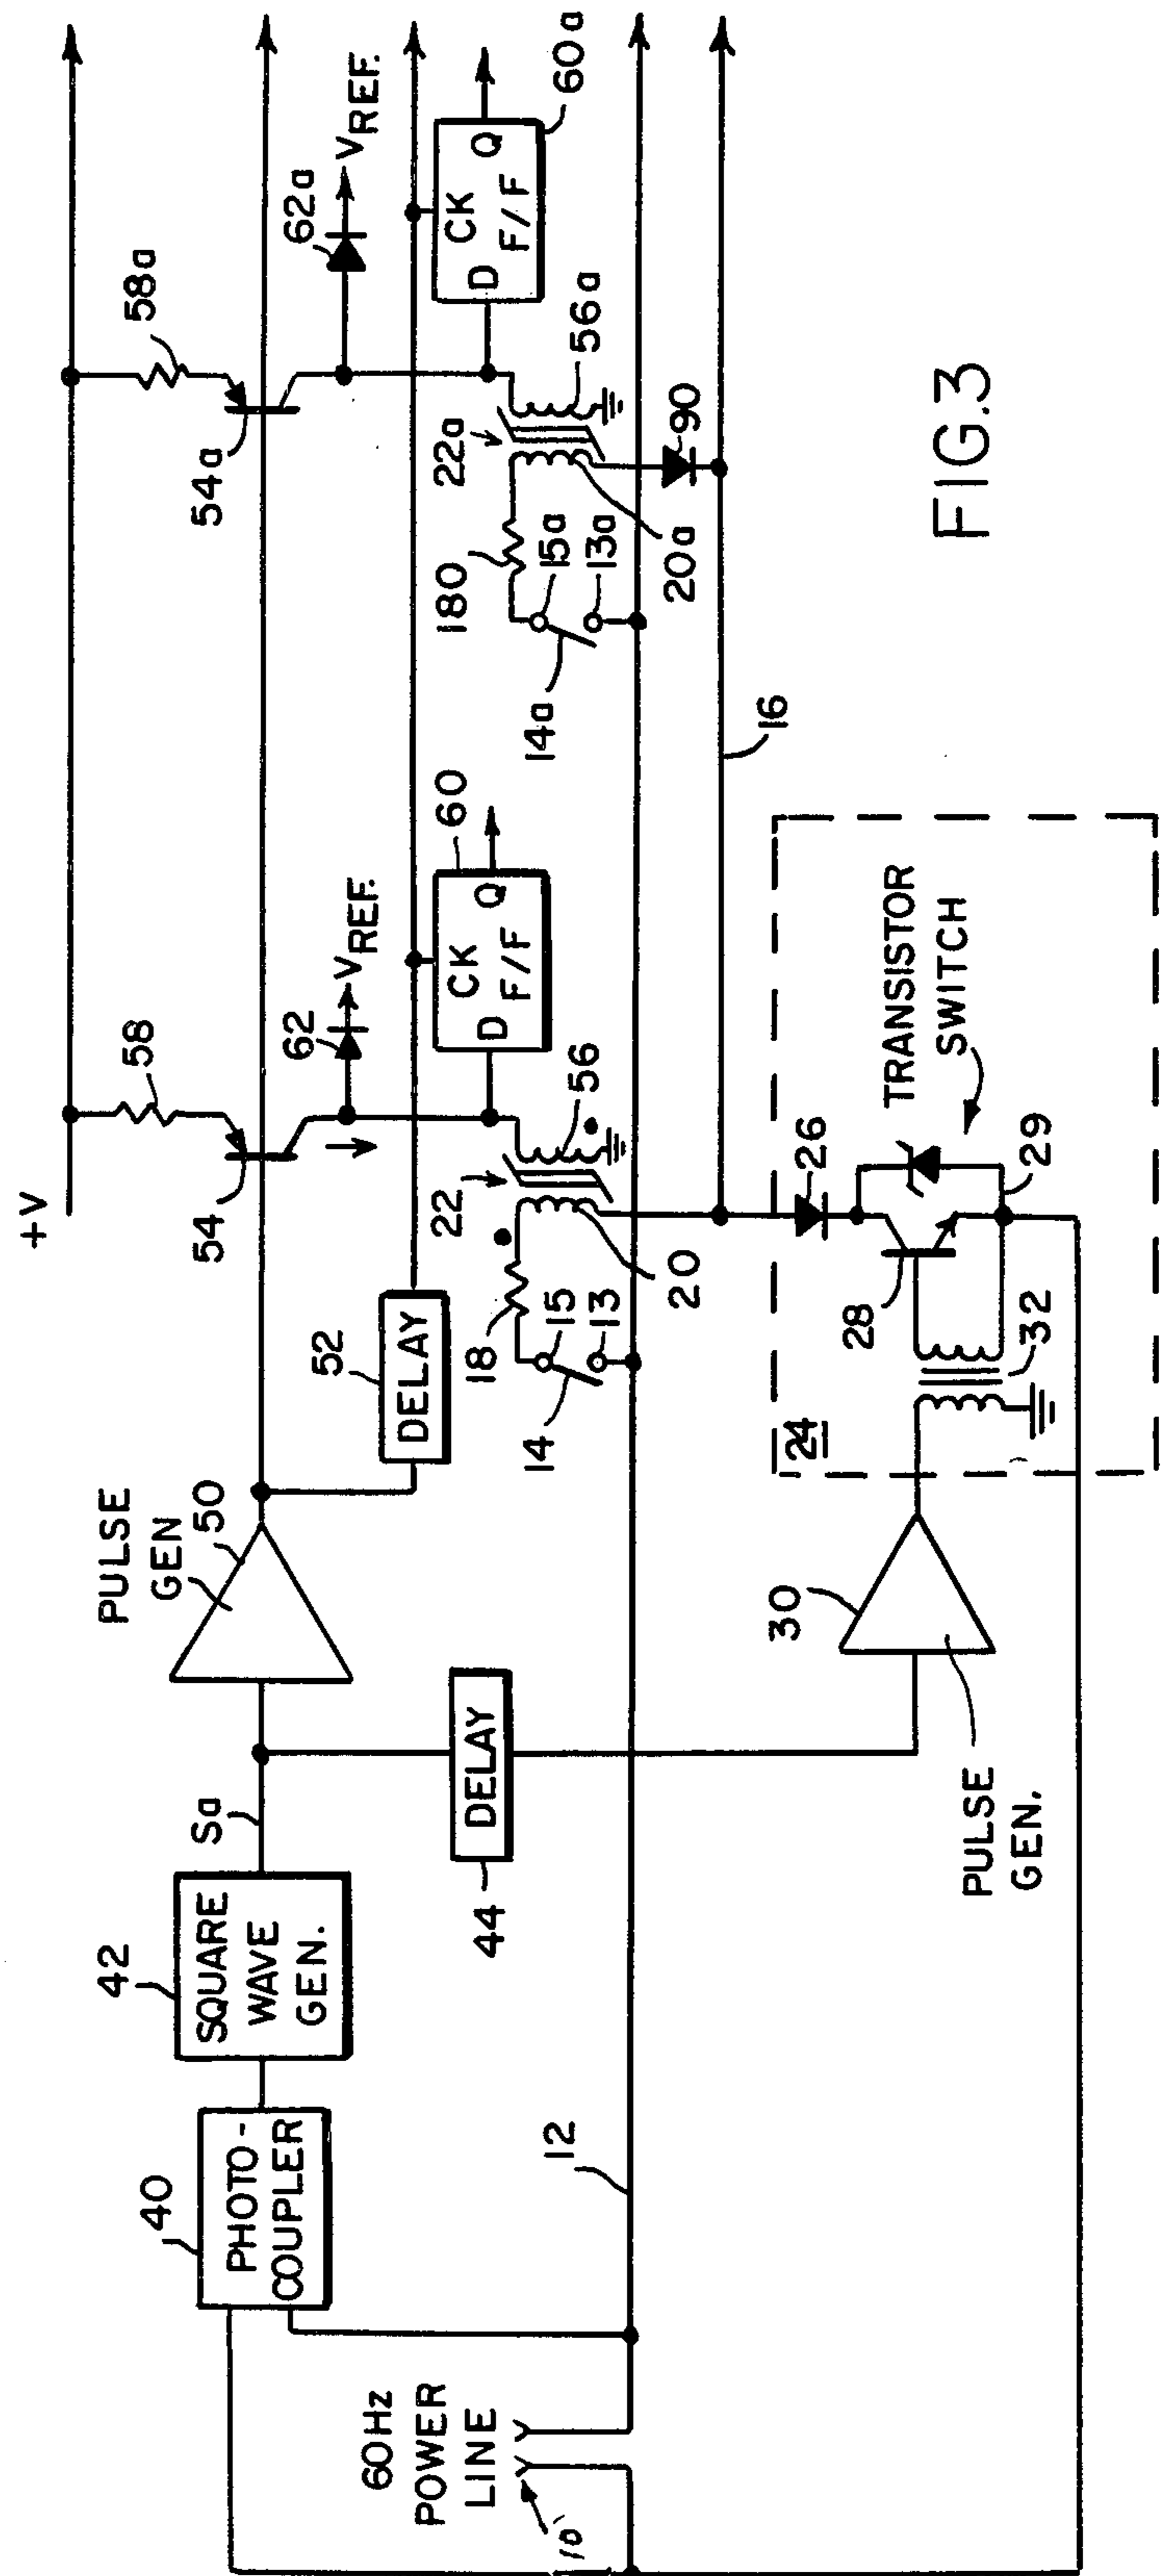 +V
58
58a
54
54a
62
VREF.
62a
VREF.
PULSE
GEN
50
52
DELAY
60
CK
D
Q
F/F
60a
CK
D
Q
F/F
22
56
22a
56a
18
15
13
14
20
180
15a
13a
14a
20a
90
16
42
SQUARE
WAVE
GEN.
Sa
40
PHOTO-
COUPLER
44
DELAY
12
60Hz
POWER
LINE
10
30
PULSE
GEN.
24
26
28
29
32
TRANSISTOR
SWITCH
FIG.3